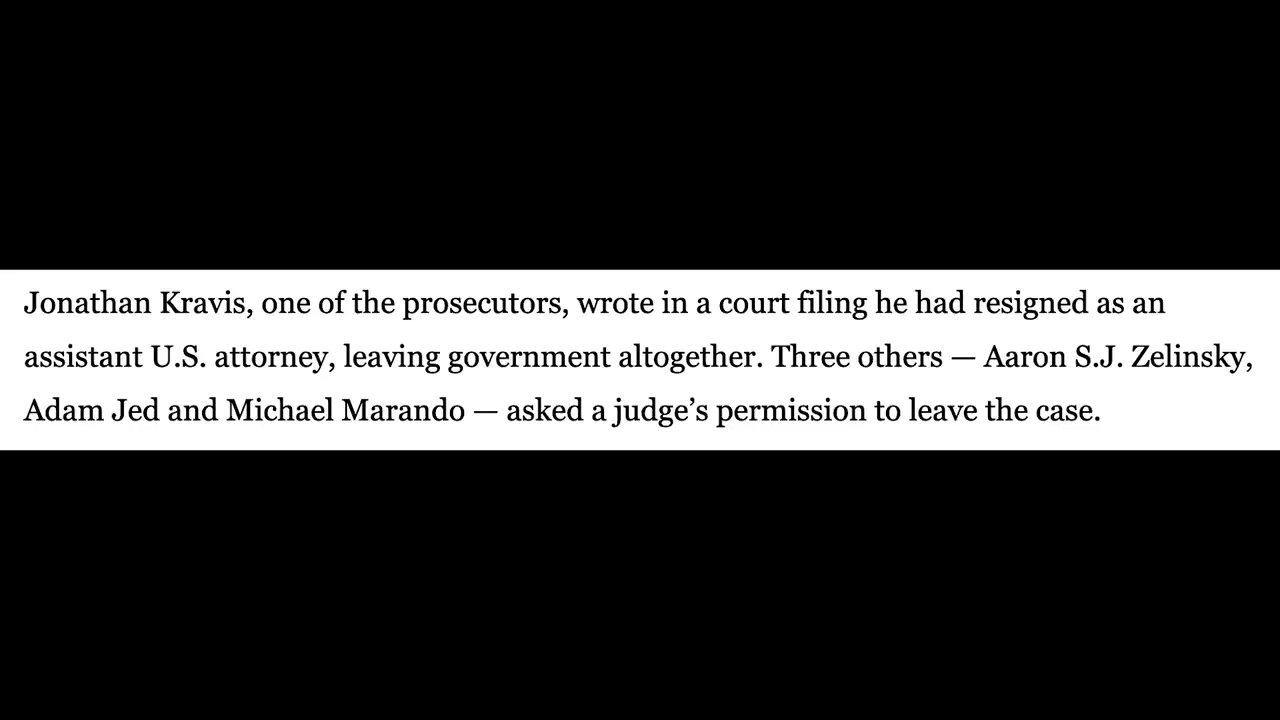 Jonathan Kravis, one of the prosecutors, wrote in a court filing he had resigned as an
assistant U.S. attorney, leaving government altogether. Three others — Aaron S.J. Zelinsky,
Adam Jed and Michael Marando — asked a judge’s permission to leave the case.